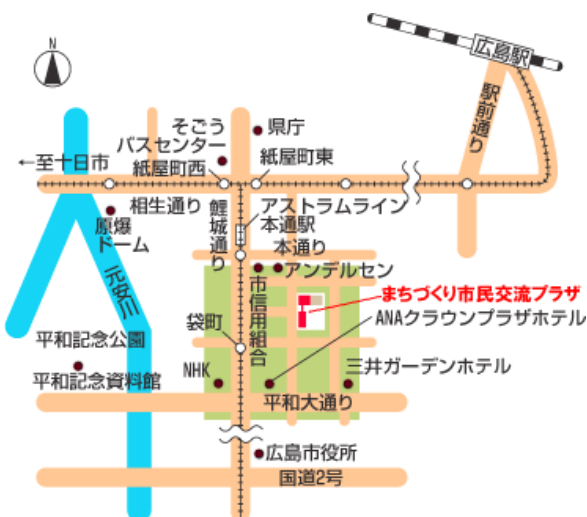 N
広島駅
駅前通り
そごう
バスセンター
県庁
紙屋町西
紙屋町東
←至十日市
相生通り
鯉城通り
アストラムライン
本通駅
本通り
原爆
ドーム
元安川
アンデルセン
市信用組合
まちづくり市民交流プラザ
ANAクラウンプラザホテル
袋町
平和記念公園
平和記念資料館
NHK
三井ガーデンホテル
平和大通り
広島市役所
国道2号